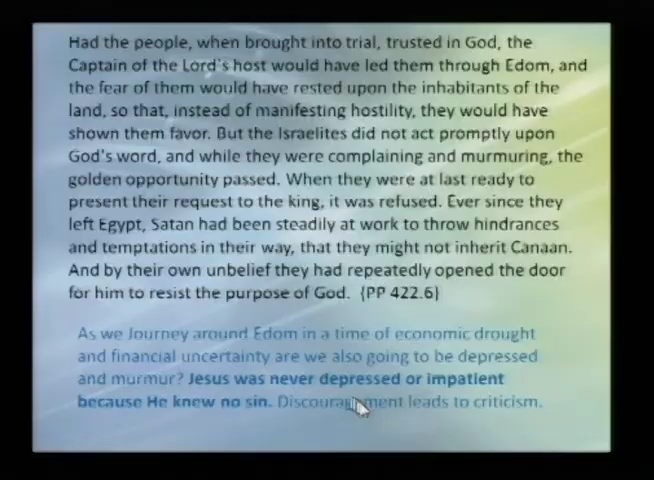 Had the people, when brought into trial, trusted in God, the
Captain of the Lord's host would have led them through Edom, and
the fear of them would have rested upon the inhabitants of the
land, so that, instead of manifesting hostility, they would have
shown them favor. But the Israelites did not act promptly upon
God's word, and while they were complaining and murmuring, the
golden opportunity passed. When they were at last ready to
present their request to the king, it was refused. Ever since they
left Egypt, Satan had been steadily at work to throw hindrances
and temptations in their way, that they might not inherit Canaan.
And by their own unbelief they had repeatedly opened the door
for him to resist the purpose of God. {PP 422.6}
As we Journey around Edom in a time of economic drought
and financial uncertainty are we also going to be depressed
and murmur? Jesus was never depressed or impatient
because He knew no sin. Discouragement leads to criticism.